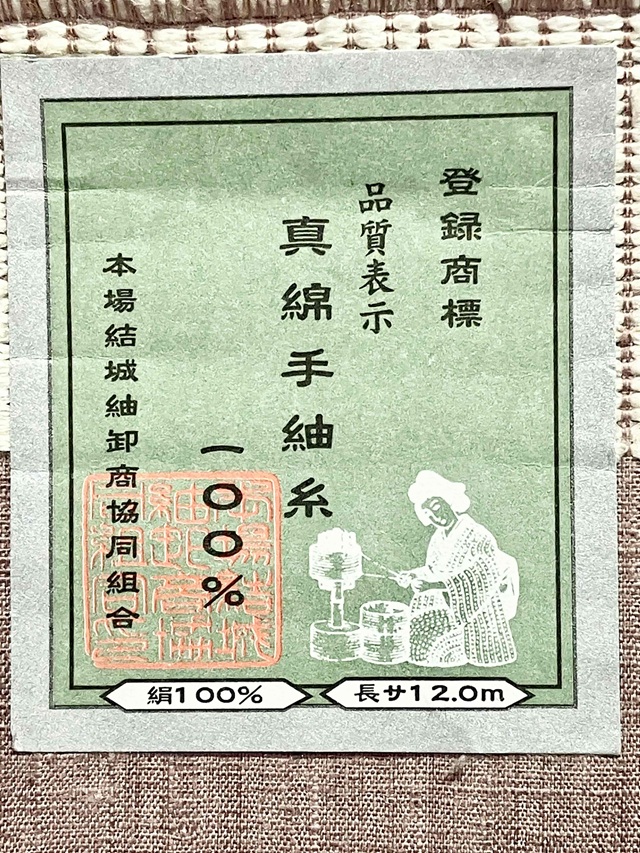 登録商標
品質表示
真綿手紬糸
一〇〇%
本場結城紬卸商協同組合
絹100%
長サ12.0m